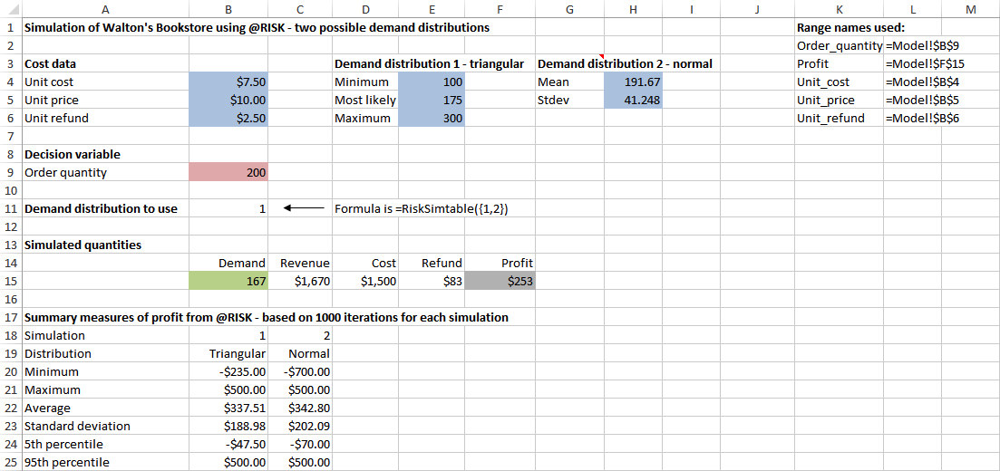 A B C D E F G H I J K L M
1 Simulation of Walton's Bookstore using @RISK - two possible demand distributions Range names used:
2 Order_quantity =Model!$B$9
3 Cost data Demand distribution 1 - triangular Demand distribution 2 - normal Profit =Model!$F$15
4 Unit cost $7.50 Minimum 100 Mean 191.67 Unit_cost =Model!$B$4
5 Unit price $10.00 Most likely 175 Stdev 41.248 Unit_price =Model!$B$5
6 Unit refund $2.50 Maximum 300 Unit_refund =Model!$B$6
7
8 Decision variable
9 Order quantity 200
10
11 Demand distribution to use 1 Formula is =RiskSimtable({1,2})
12
13 Simulated quantities
14 Demand Revenue Cost Refund Profit
15 167 $1,670 $1,500 $83 $253
16
17 Summary measures of profit from @RISK - based on 1000 iterations for each simulation
18 Simulation 1 2
19 Distribution Triangular Normal
20 Minimum -$235.00 -$700.00
21 Maximum $500.00 $500.00
22 Average $337.51 $342.80
23 Standard deviation $188.98 $202.09
24 5th percentile -$47.50 -$70.00
25 95th percentile $500.00 $500.00